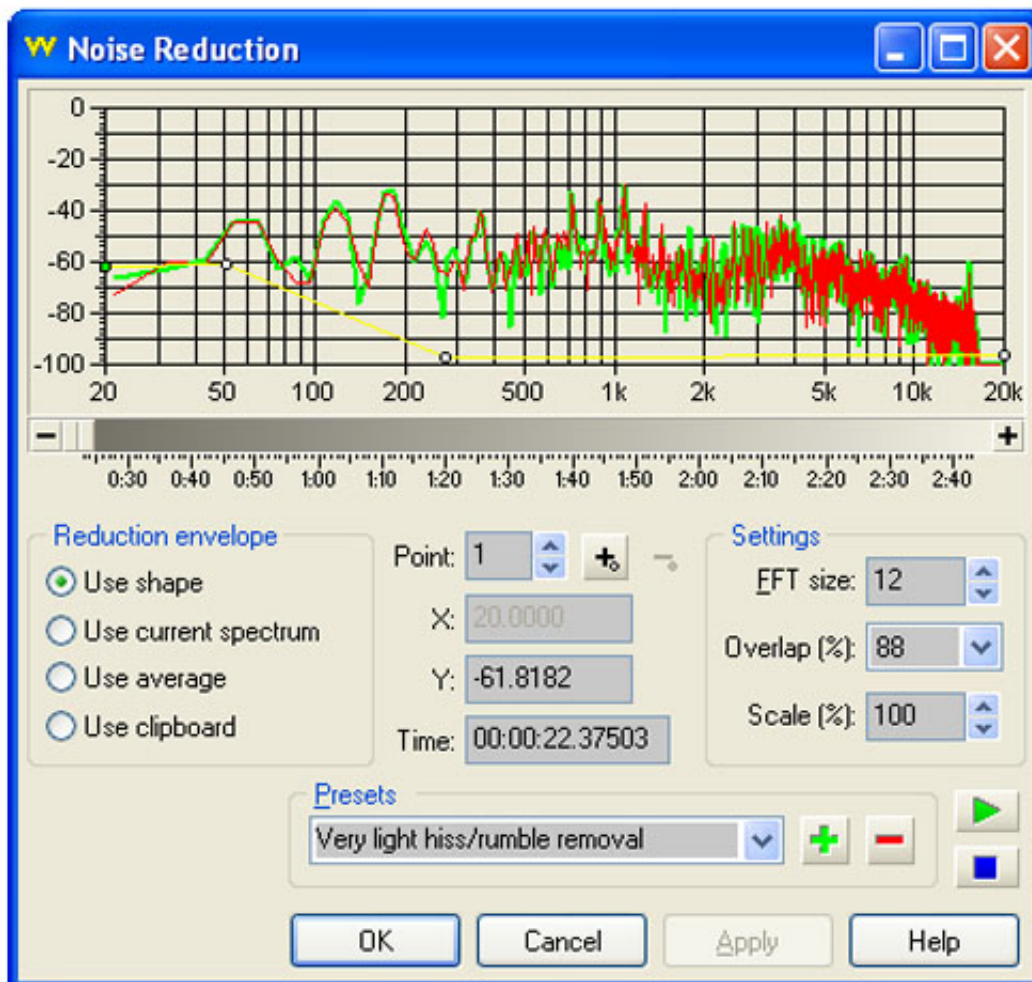 Noise Reduction
0
-20
-40
-60
-80
-100
20 50 100 200 500 1k 2k 5k 10k 20k
0:30 0:40 0:50 1:00 1:10 1:20 1:30 1:40 1:50 2:00 2:10 2:20 2:30 2:40
Reduction envelope
Use shape
Use current spectrum
Use average
Use clipboard
Point: 1
X: 20.0000
Y: -61.8182
Time: 00:00:22.37503
Settings
FFT size: 12
Overlap (%): 88
Scale (%): 100
Presets
Very light hiss/rumble removal
OK Cancel Apply Help